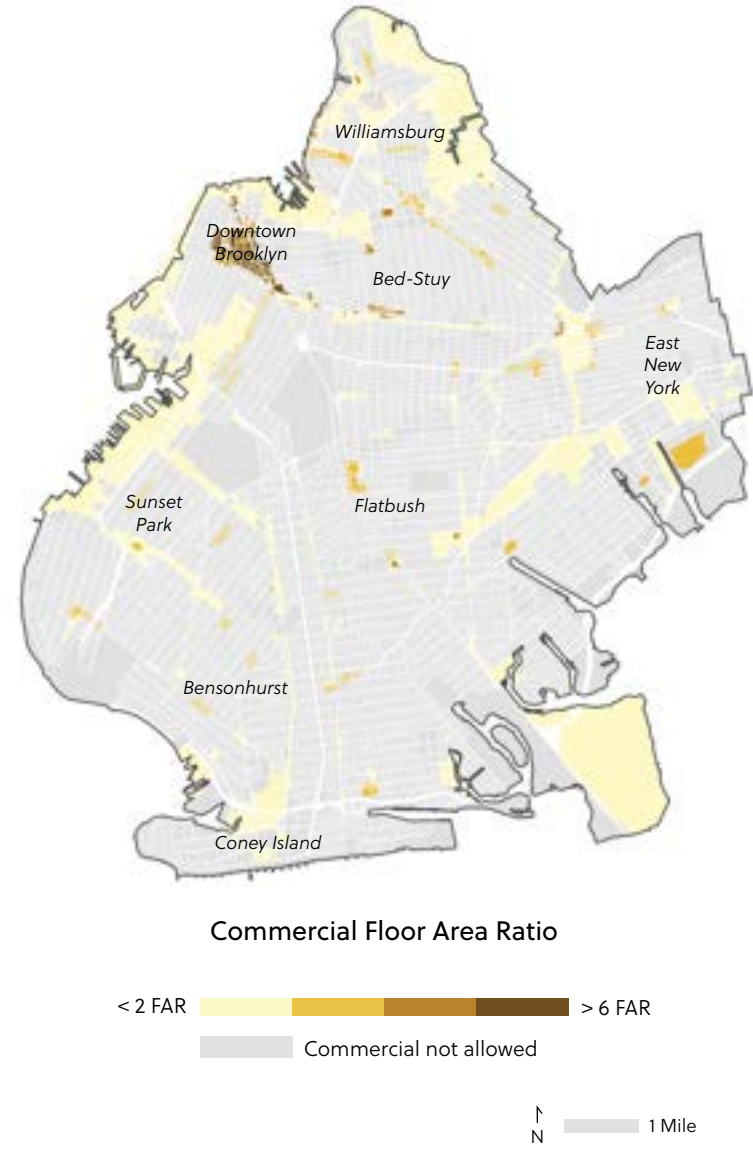 Williamsburg
Downtown
Brooklyn
Bed-Stuy
East
New
York
Sunset
Park
Flatbush
Bensonhurst
Coney Island
Commercial Floor Area Ratio
< 2 FAR
> 6 FAR
Commercial not allowed
N
1 Mile